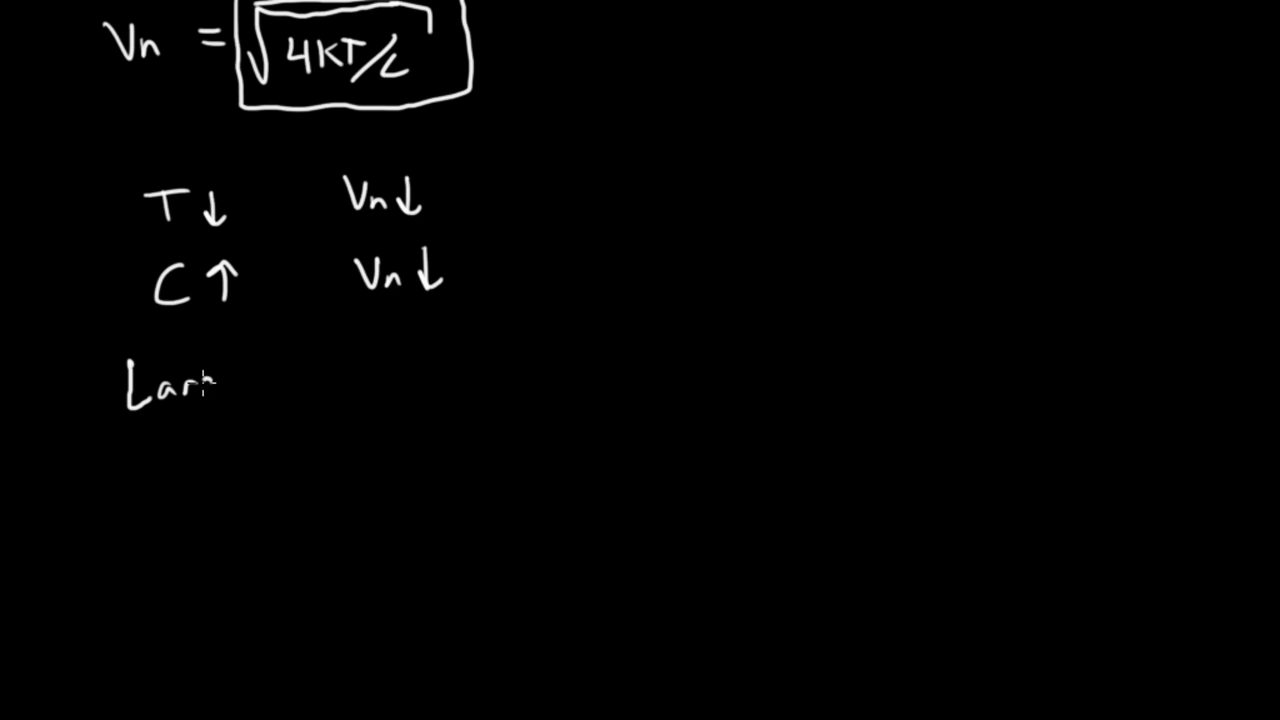 Vn = √4KT/C
T↓ Vn↓
C↑ Vn↓
Lar